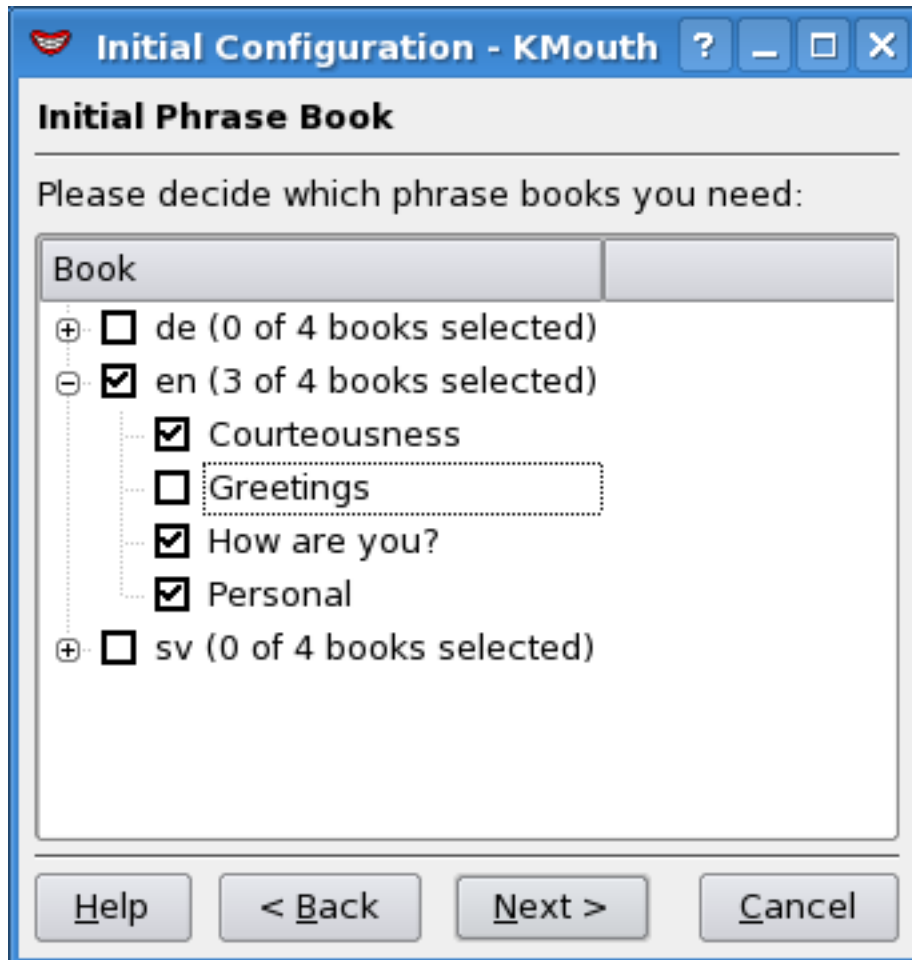 Initial Configuration - KMouth ?
Initial Phrase Book
Please decide which phrase books you need:
Book
de (0 of 4 books selected)
en (3 of 4 books selected)
Courteousness
Greetings
How are you?
Personal
sv (0 of 4 books selected)
Help < Back Next > Cancel